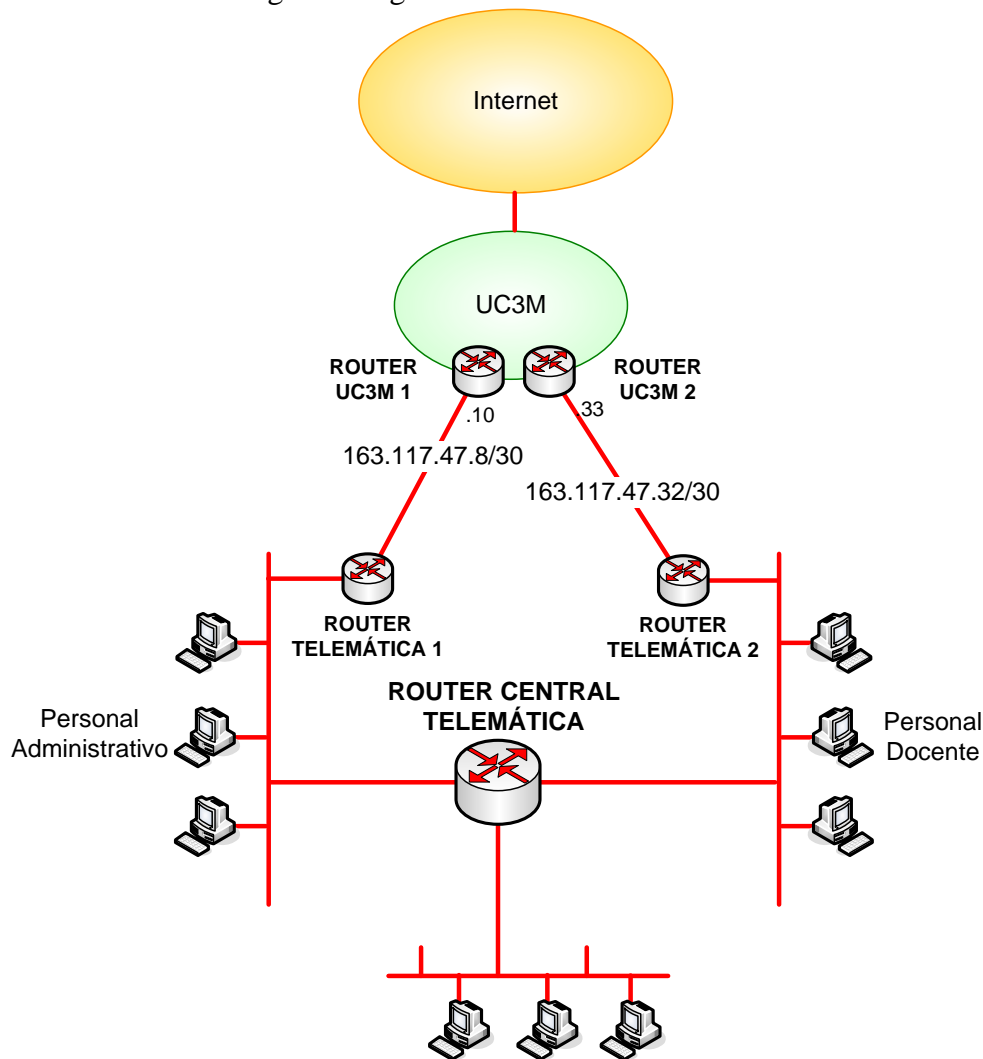 Internet
UC3M
ROUTER
UC3M 1
ROUTER
UC3M 2
.10
.33
163.117.47.8/30
163.117.47.32/30
ROUTER
TELEMÁTICA 1
ROUTER
TELEMÁTICA 2
ROUTER CENTRAL
TELEMÁTICA
Personal
Administrativo
Personal
Docente